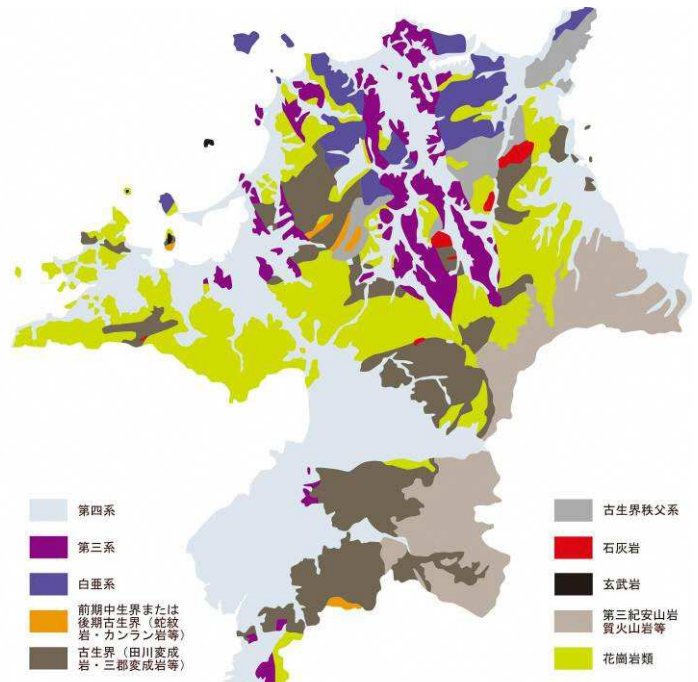 第四系
第三系
白亜系
前期中生界または
後期古生界（蛇紋
岩・カンラン岩等）
古生界（田川変成
岩・三郡変成岩等）
古生界秩父系
石灰岩
玄武岩
第三紀安山岩
質火山岩等
花崗岩類